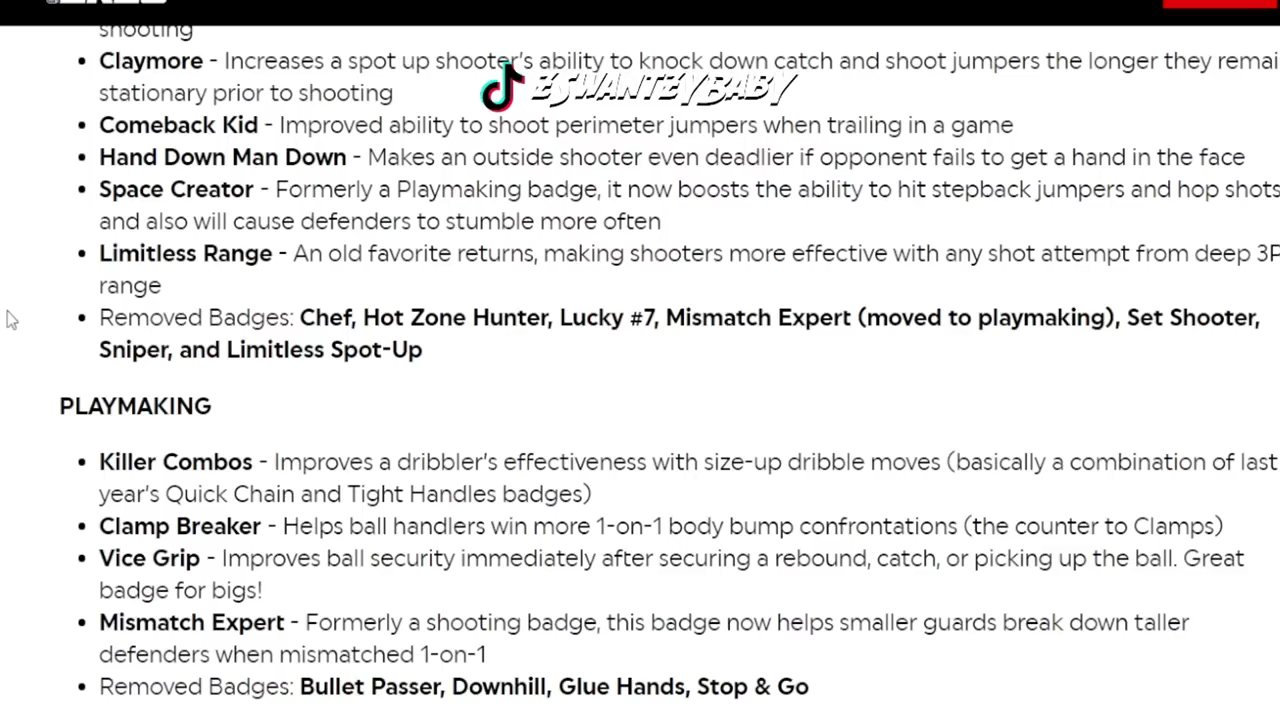 shooting
• Claymore - Increases a spot up shooter's ability to knock down catch and shoot jumpers the longer they remai
ESWANTEYBABY
stationary prior to shooting
• Comeback Kid - Improved ability to shoot perimeter jumpers when trailing in a game
• Hand Down Man Down - Makes an outside shooter even deadlier if opponent fails to get a hand in the face
• Space Creator - Formerly a Playmaking badge, it now boosts the ability to hit stepback jumpers and hop shots
and also will cause defenders to stumble more often
• Limitless Range - An old favorite returns, making shooters more effective with any shot attempt from deep 3P
range
• Removed Badges: Chef, Hot Zone Hunter, Lucky #7, Mismatch Expert (moved to playmaking), Set Shooter,
Sniper, and Limitless Spot-Up
PLAYMAKING
• Killer Combos - Improves a dribbler's effectiveness with size-up dribble moves (basically a combination of last
year's Quick Chain and Tight Handles badges)
• Clamp Breaker - Helps ball handlers win more 1-on-1 body bump confrontations (the counter to Clamps)
• Vice Grip - Improves ball security immediately after securing a rebound, catch, or picking up the ball. Great
badge for bigs!
• Mismatch Expert - Formerly a shooting badge, this badge now helps smaller guards break down taller
defenders when mismatched 1-on-1
• Removed Badges: Bullet Passer, Downhill, Glue Hands, Stop & Go